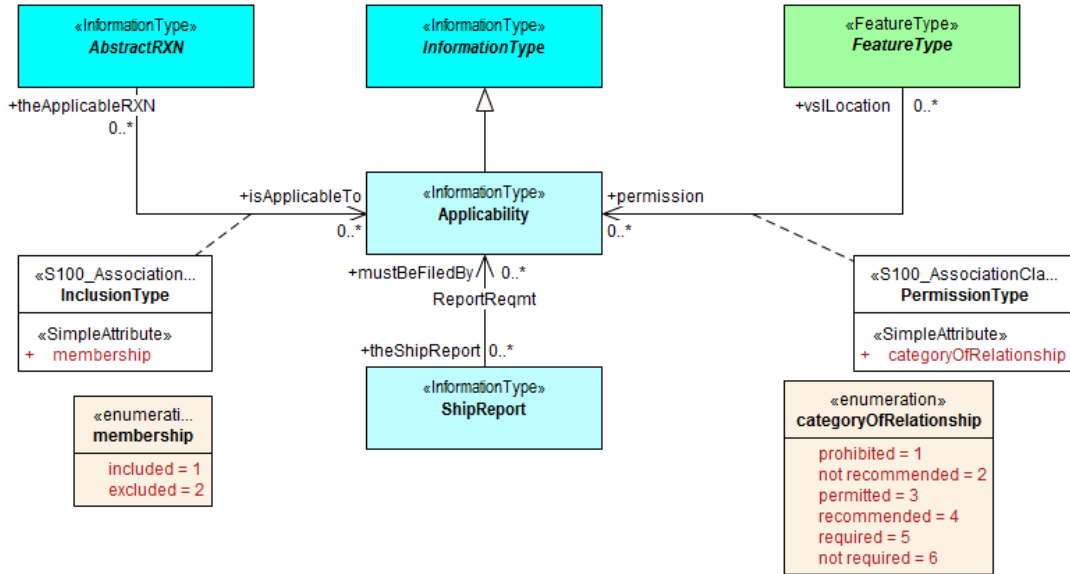 «InformationType»
AbstractRXN
«InformationType»
InformationType
«FeatureType»
FeatureType
+theApplicableRXN
0..*
+vslLocation
0..*
+isApplicableTo
0..*
«InformationType»
Applicability
+permission
0..*
«S100_Association...
InclusionType
«SimpleAttribute»
+ membership
+mustBeFiledBy
0..*
ReportReqmt
+theShipReport
0..*
«S100_AssociationCla...
PermissionType
«SimpleAttribute»
+ categoryOfRelationship
«InformationType»
ShipReport
«enumerati...
membership
included = 1
excluded = 2
«enumeration»
categoryOfRelationship
prohibited = 1
not recommended = 2
permitted = 3
recommended = 4
required = 5
not required = 6